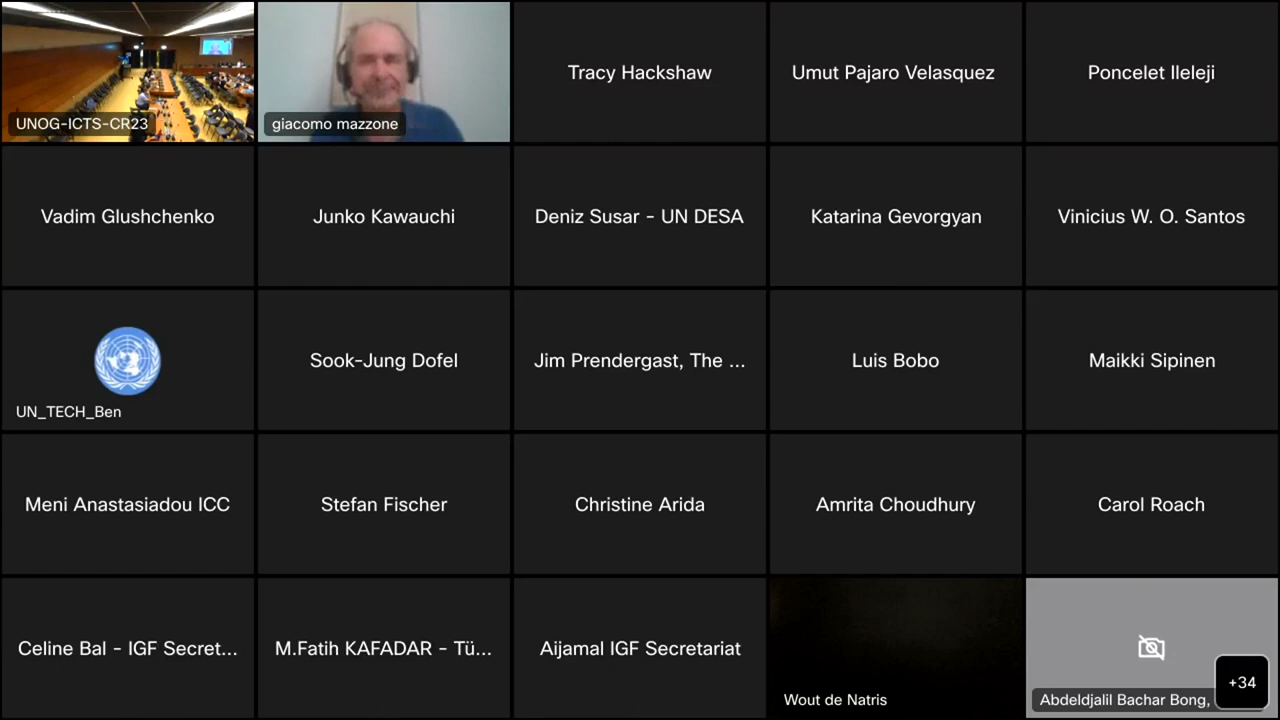 UNOG-ICTS-CR23
giacomo mazzone
Tracy Hackshaw
Umut Pajaro Velasquez
Poncelet Ileleji
Vadim Glushchenko
Junko Kawauchi
Deniz Susar - UN DESA
Katarina Gevorgyan
Vinicius W. O. Santos
UN_TECH_Ben
Sook-Jung Dofel
Jim Prendergast, The ...
Luis Bobo
Maikki Sipinen
Meni Anastasiadou ICC
Stefan Fischer
Christine Arida
Amrita Choudhury
Carol Roach
Celine Bal - IGF Secret...
M.Fatih KAFADAR - Tü...
Aijamal IGF Secretariat
Wout de Natris
Abdeldjalil Bachar Bong,
+34